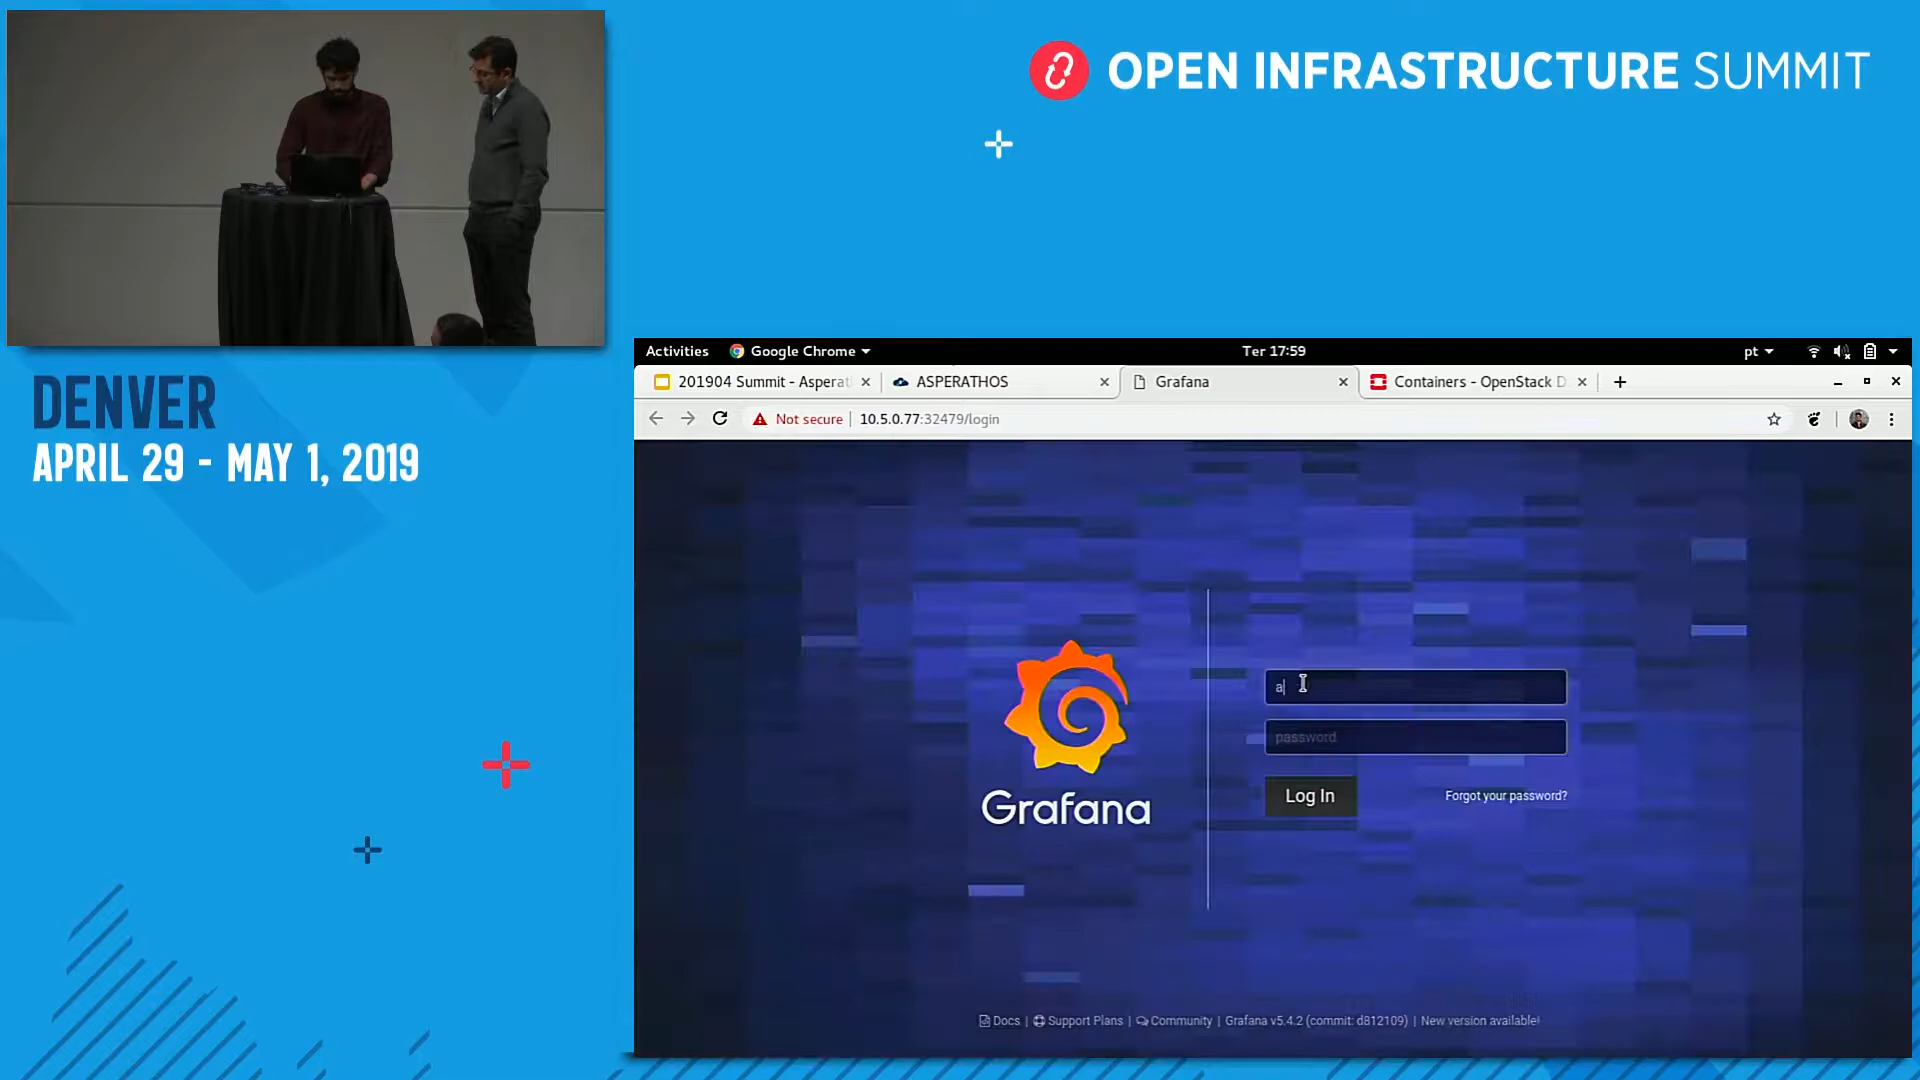 OPEN INFRASTRUCTURE SUMMIT
DENVER
APRIL 29 - MAY 1, 2019
Activities Google Chrome Ter 17:59 pt
201904 Summit - Asperat ASPERATHOS Grafana Containers - OpenStack D
Not secure 10.5.0.77:32479/login
a
password
Log In Forgot your password?
Grafana
Docs | Support Plans | Community | Grafana v5.4.2 (commit: d812109) | New version available!